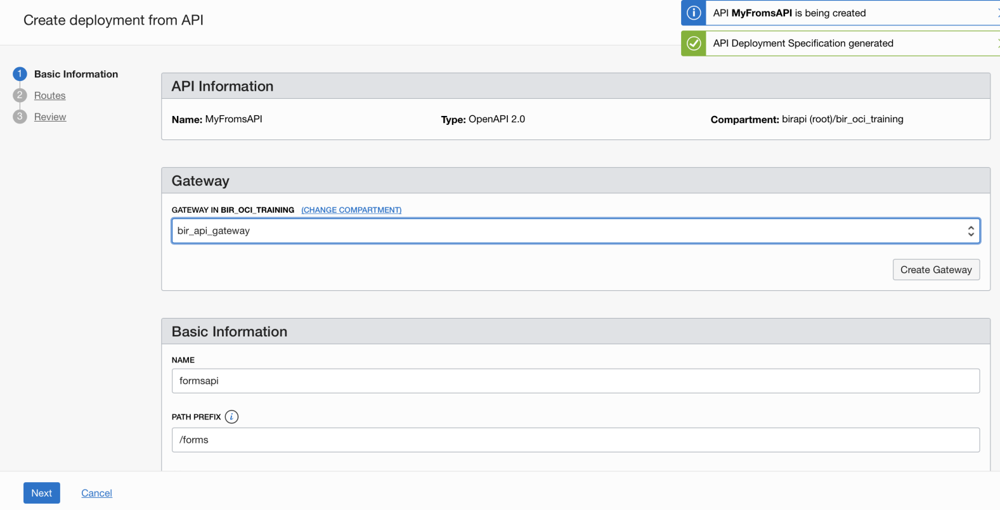 Create deployment from API
API MyFromsAPI is being created
API Deployment Specification generated
1 Basic Information
2 Routes
3 Review
API Information
Name: MyFromsAPI Type: OpenAPI 2.0 Compartment: birapi (root)/bir_oci_training
Gateway
GATEWAY IN BIR_OCI_TRAINING (CHANGE COMPARTMENT)
bir_api_gateway
Create Gateway
Basic Information
NAME
formsapi
PATH PREFIX i
/forms
Next Cancel